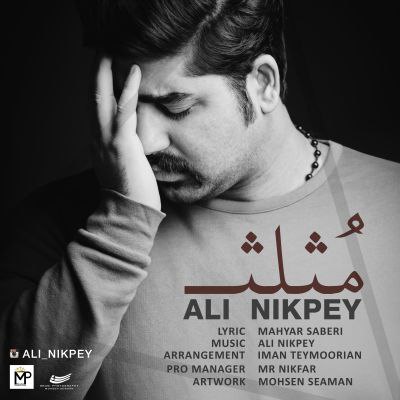 مُثلث
ALI NIKPEY
LYRIC MAHYAR SABERI
MUSIC ALI NIKPEY
ARRANGEMENT IMAN TEYMOORIAN
PRO MANAGER MR NIKFAR
ARTWORK MOHSEN SEAMAN
ALI_NIKPEY
MP